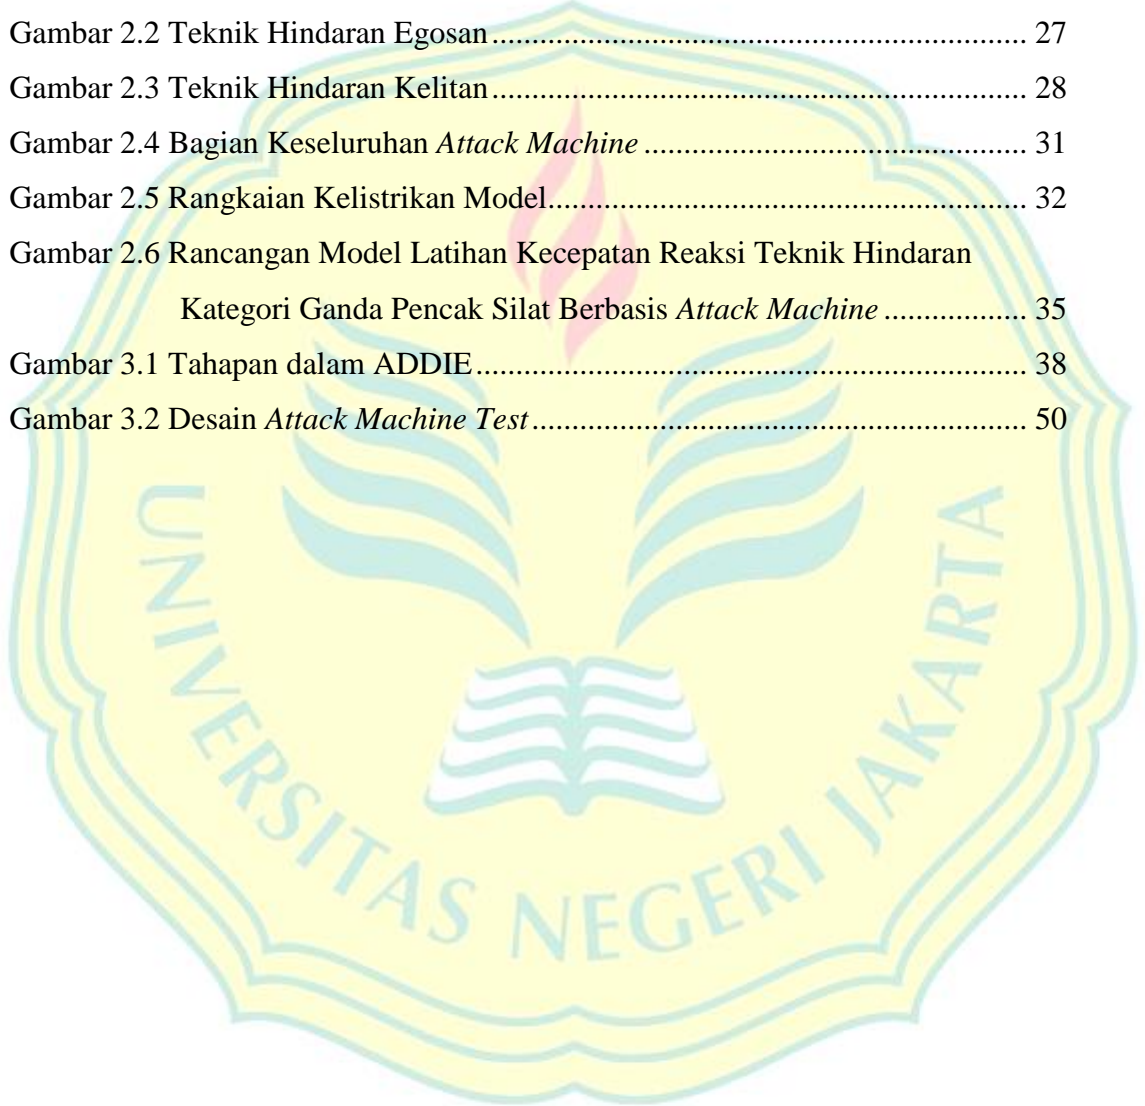 Gambar 2.2 Teknik Hindaran Egosan.................................................................... 27
Gambar 2.3 Teknik Hindaran Kelitan.................................................................... 28
Gambar 2.4 Bagian Keseluruhan Attack Machine ................................................ 31
Gambar 2.5 Rangkaian Kelistrikan Model............................................................. 32
Gambar 2.6 Rancangan Model Latihan Kecepatan Reaksi Teknik Hindaran
Kategori Ganda Pencak Silat Berbasis Attack Machine .................. 35
Gambar 3.1 Tahapan dalam ADDIE...................................................................... 38
Gambar 3.2 Desain Attack Machine Test............................................................... 50
UNIVERSITAS NEGERI JAKARTA